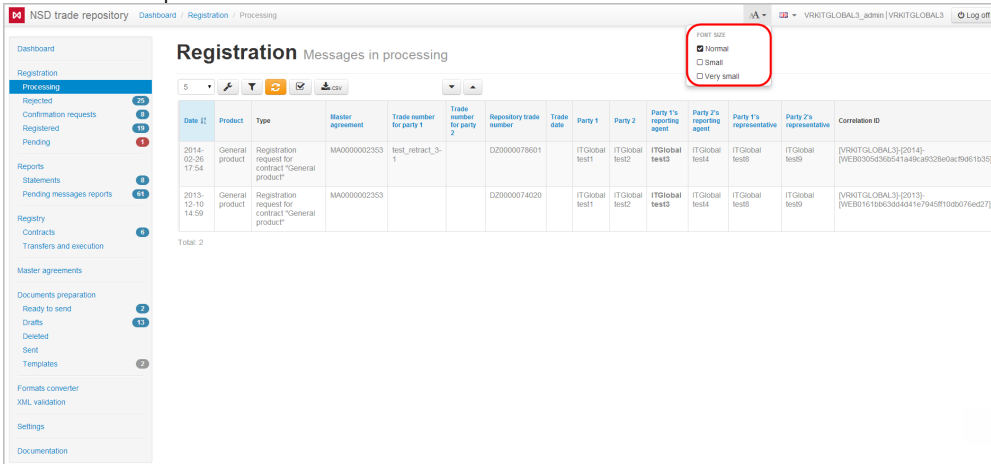 NSD trade repository Dashboard / Registration / Processing
VRKITGLOBAL3_admin | VRKITGLOBAL3 Log off
FONT SIZE
Normal
Small
Very small
Dashboard
Registration
Processing
Rejected 25
Confirmation requests 8
Registered 19
Pending 1
Reports
Statements 8
Pending messages reports 61
Registry
Contracts 6
Transfers and execution
Master agreements
Documents preparation
Ready to send 2
Drafts 13
Deleted
Sent
Templates 2
Formats converter
XML validation
Settings
Documentation
Registration Messages in processing
5 .csv
Date Product Type Master agreement Trade number for party 1 Trade number for party 2 Repository trade number Trade date Party 1 Party 2 Party 1's reporting agent Party 2's reporting agent Party 1's representative Party 2's representative Correlation ID
2014-02-26 17:54 General product Registration request for contract "General product" MA0000002353 test_retract_3-1 DZ0000078601 ITGlobal test1 ITGlobal test2 ITGlobal test3 ITGlobal test4 ITGlobal test8 ITGlobal test9 [VRKITGLOBAL3]-[2014]-[WEB0305d36b541a49ca9328e0acf9d61b35]
2013-12-10 14:59 General product Registration request for contract "General product" MA0000002353 DZ0000074020 ITGlobal test1 ITGlobal test2 ITGlobal test3 ITGlobal test4 ITGlobal test8 ITGlobal test9 [VRKITGLOBAL3]-[2013]-[WEB0161bb63dd4d41e7945ff10db076ed27]
Total: 2